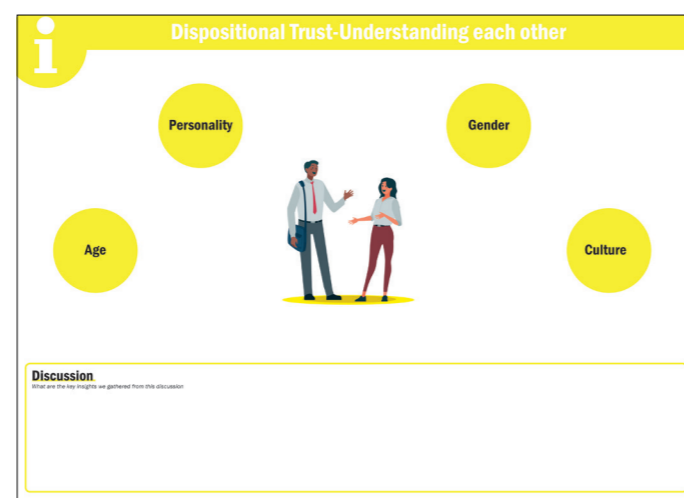 i
Dispositional Trust-Understanding each other
Personality
Gender
Age
Culture
Discussion
What are the key insights we gathered from this discussion